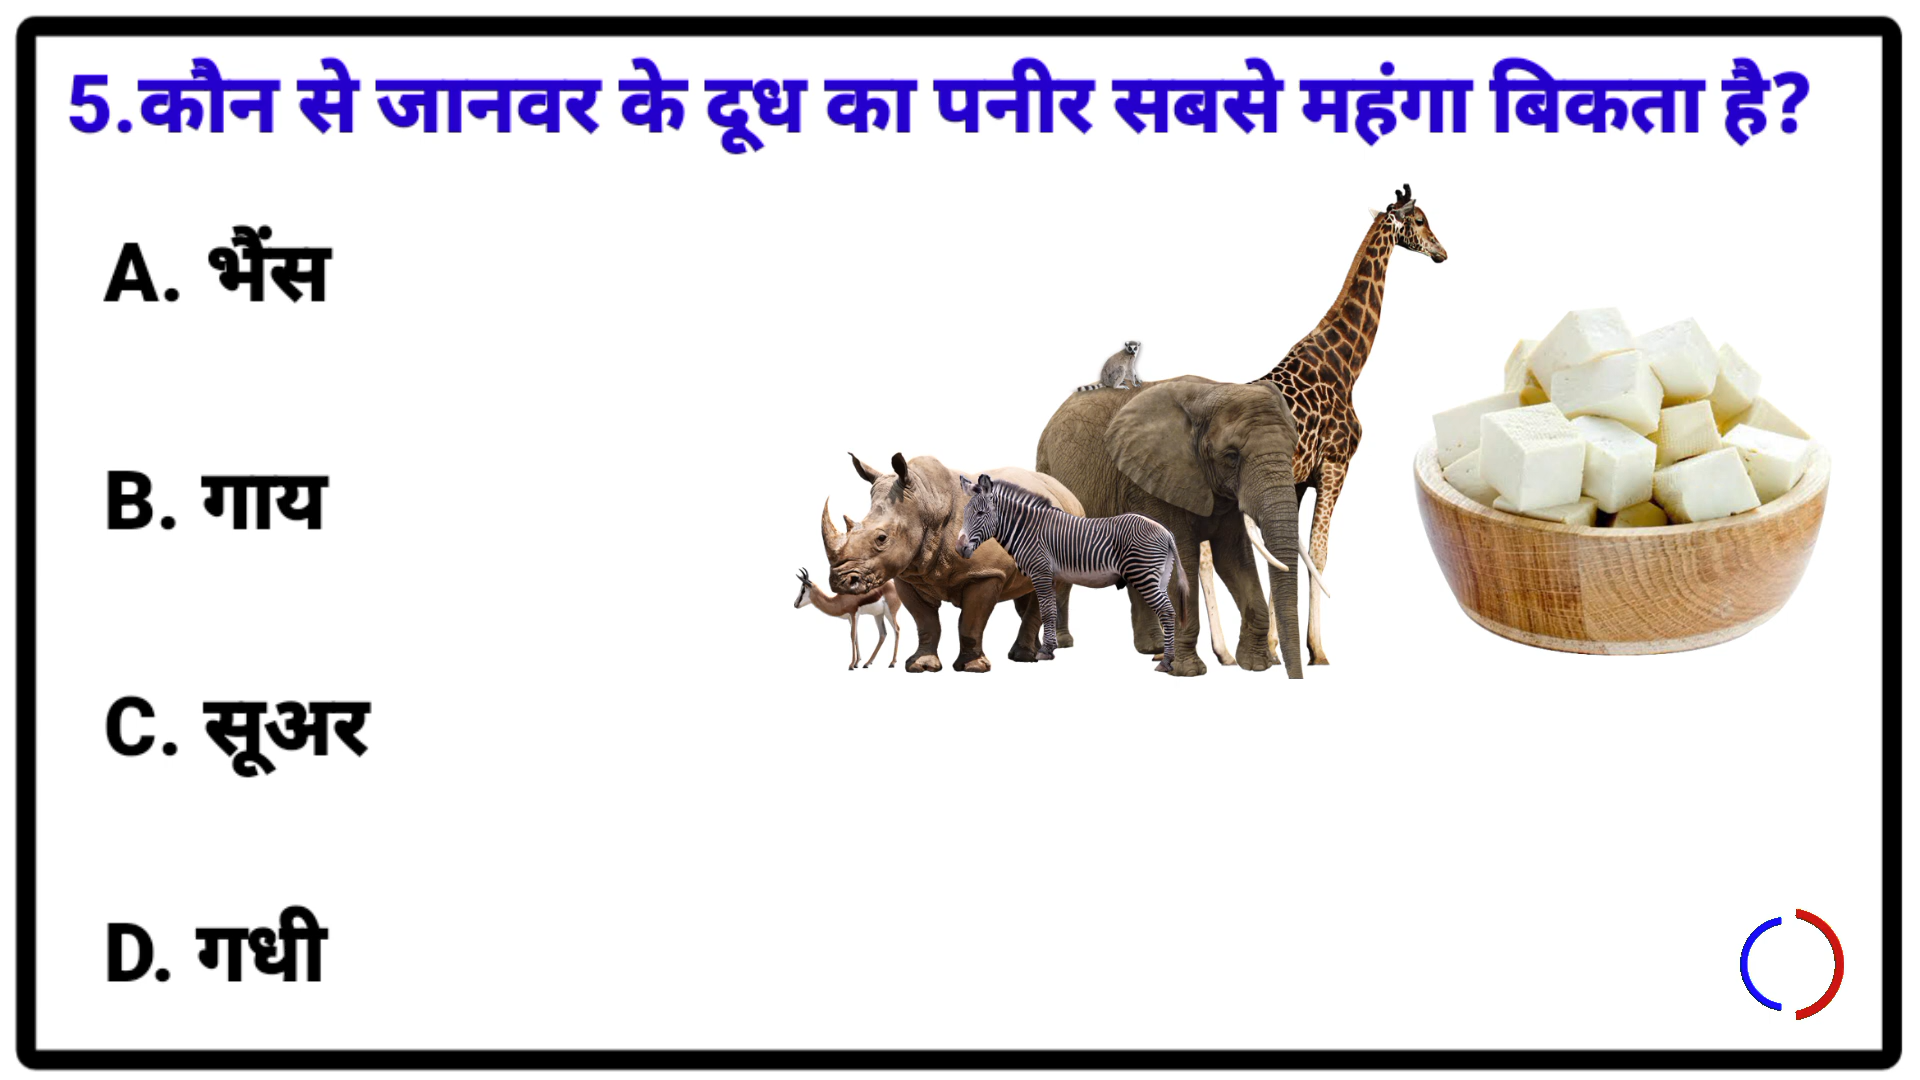 5.कौन से जानवर के दूध का पनीर सबसे महंगा बिकता है?
A. भैंस
B. गाय
C. सूअर
D. गधी